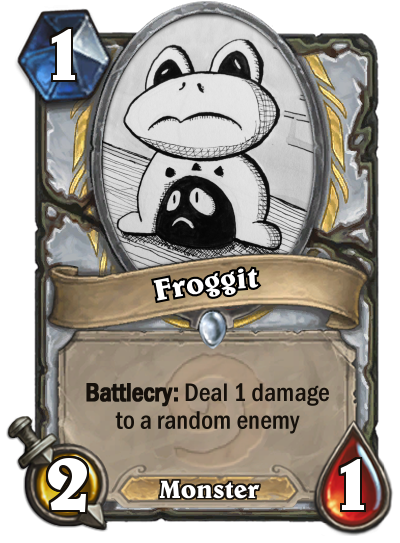 1
Froggit
Battlecry: Deal 1 damage
to a random enemy
2
Monster
1